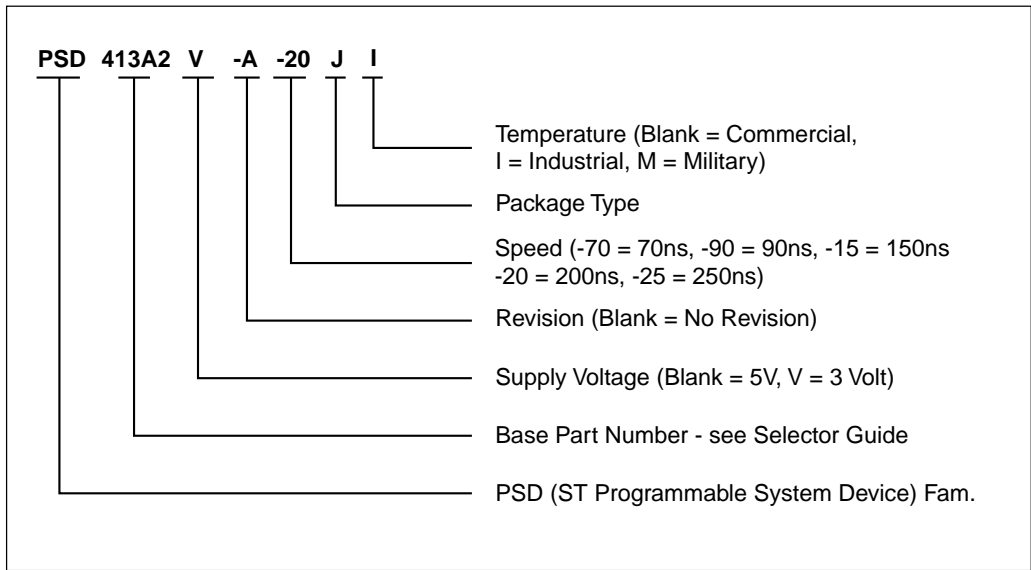 PSD 413A2 V -A -20 J I
Temperature (Blank = Commercial,
I = Industrial, M = Military)
Package Type
Speed (-70 = 70ns, -90 = 90ns, -15 = 150ns
-20 = 200ns, -25 = 250ns)
Revision (Blank = No Revision)
Supply Voltage (Blank = 5V, V = 3 Volt)
Base Part Number - see Selector Guide
PSD (ST Programmable System Device) Fam.